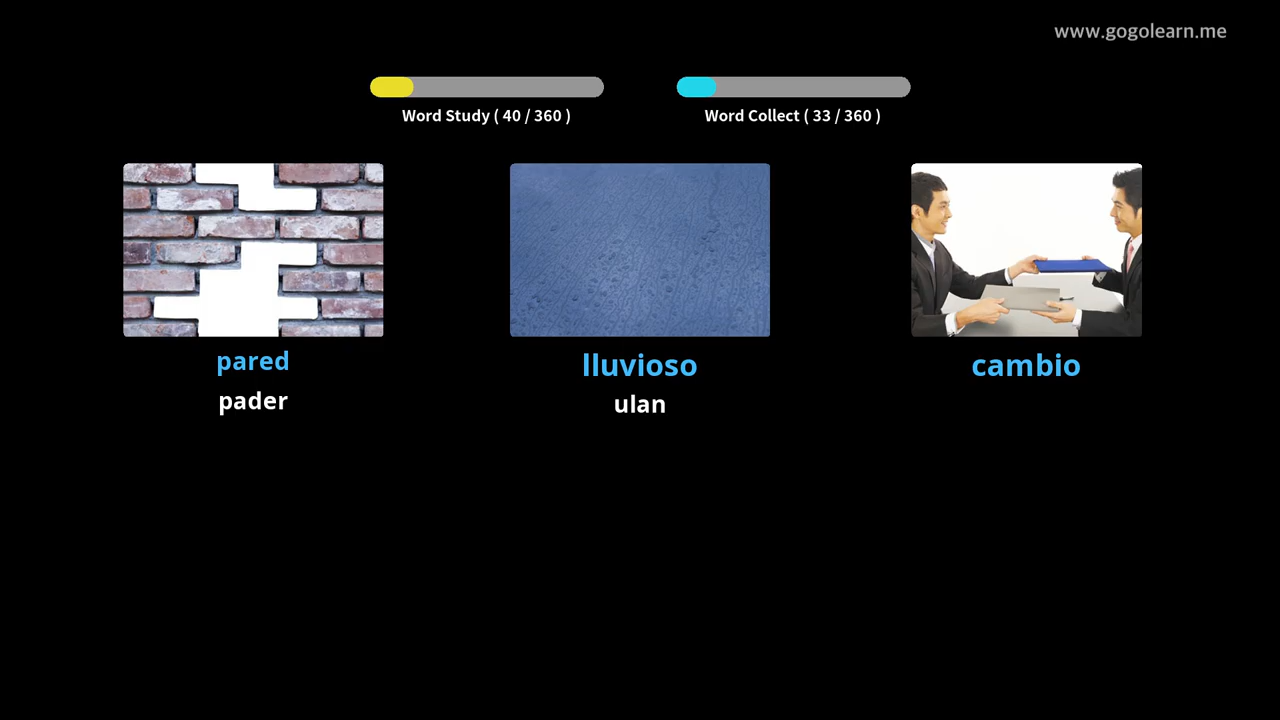 www.gogolearn.me
Word Study ( 40 / 360 )
Word Collect ( 33 / 360 )
pared
pader
lluvioso
ulan
cambio